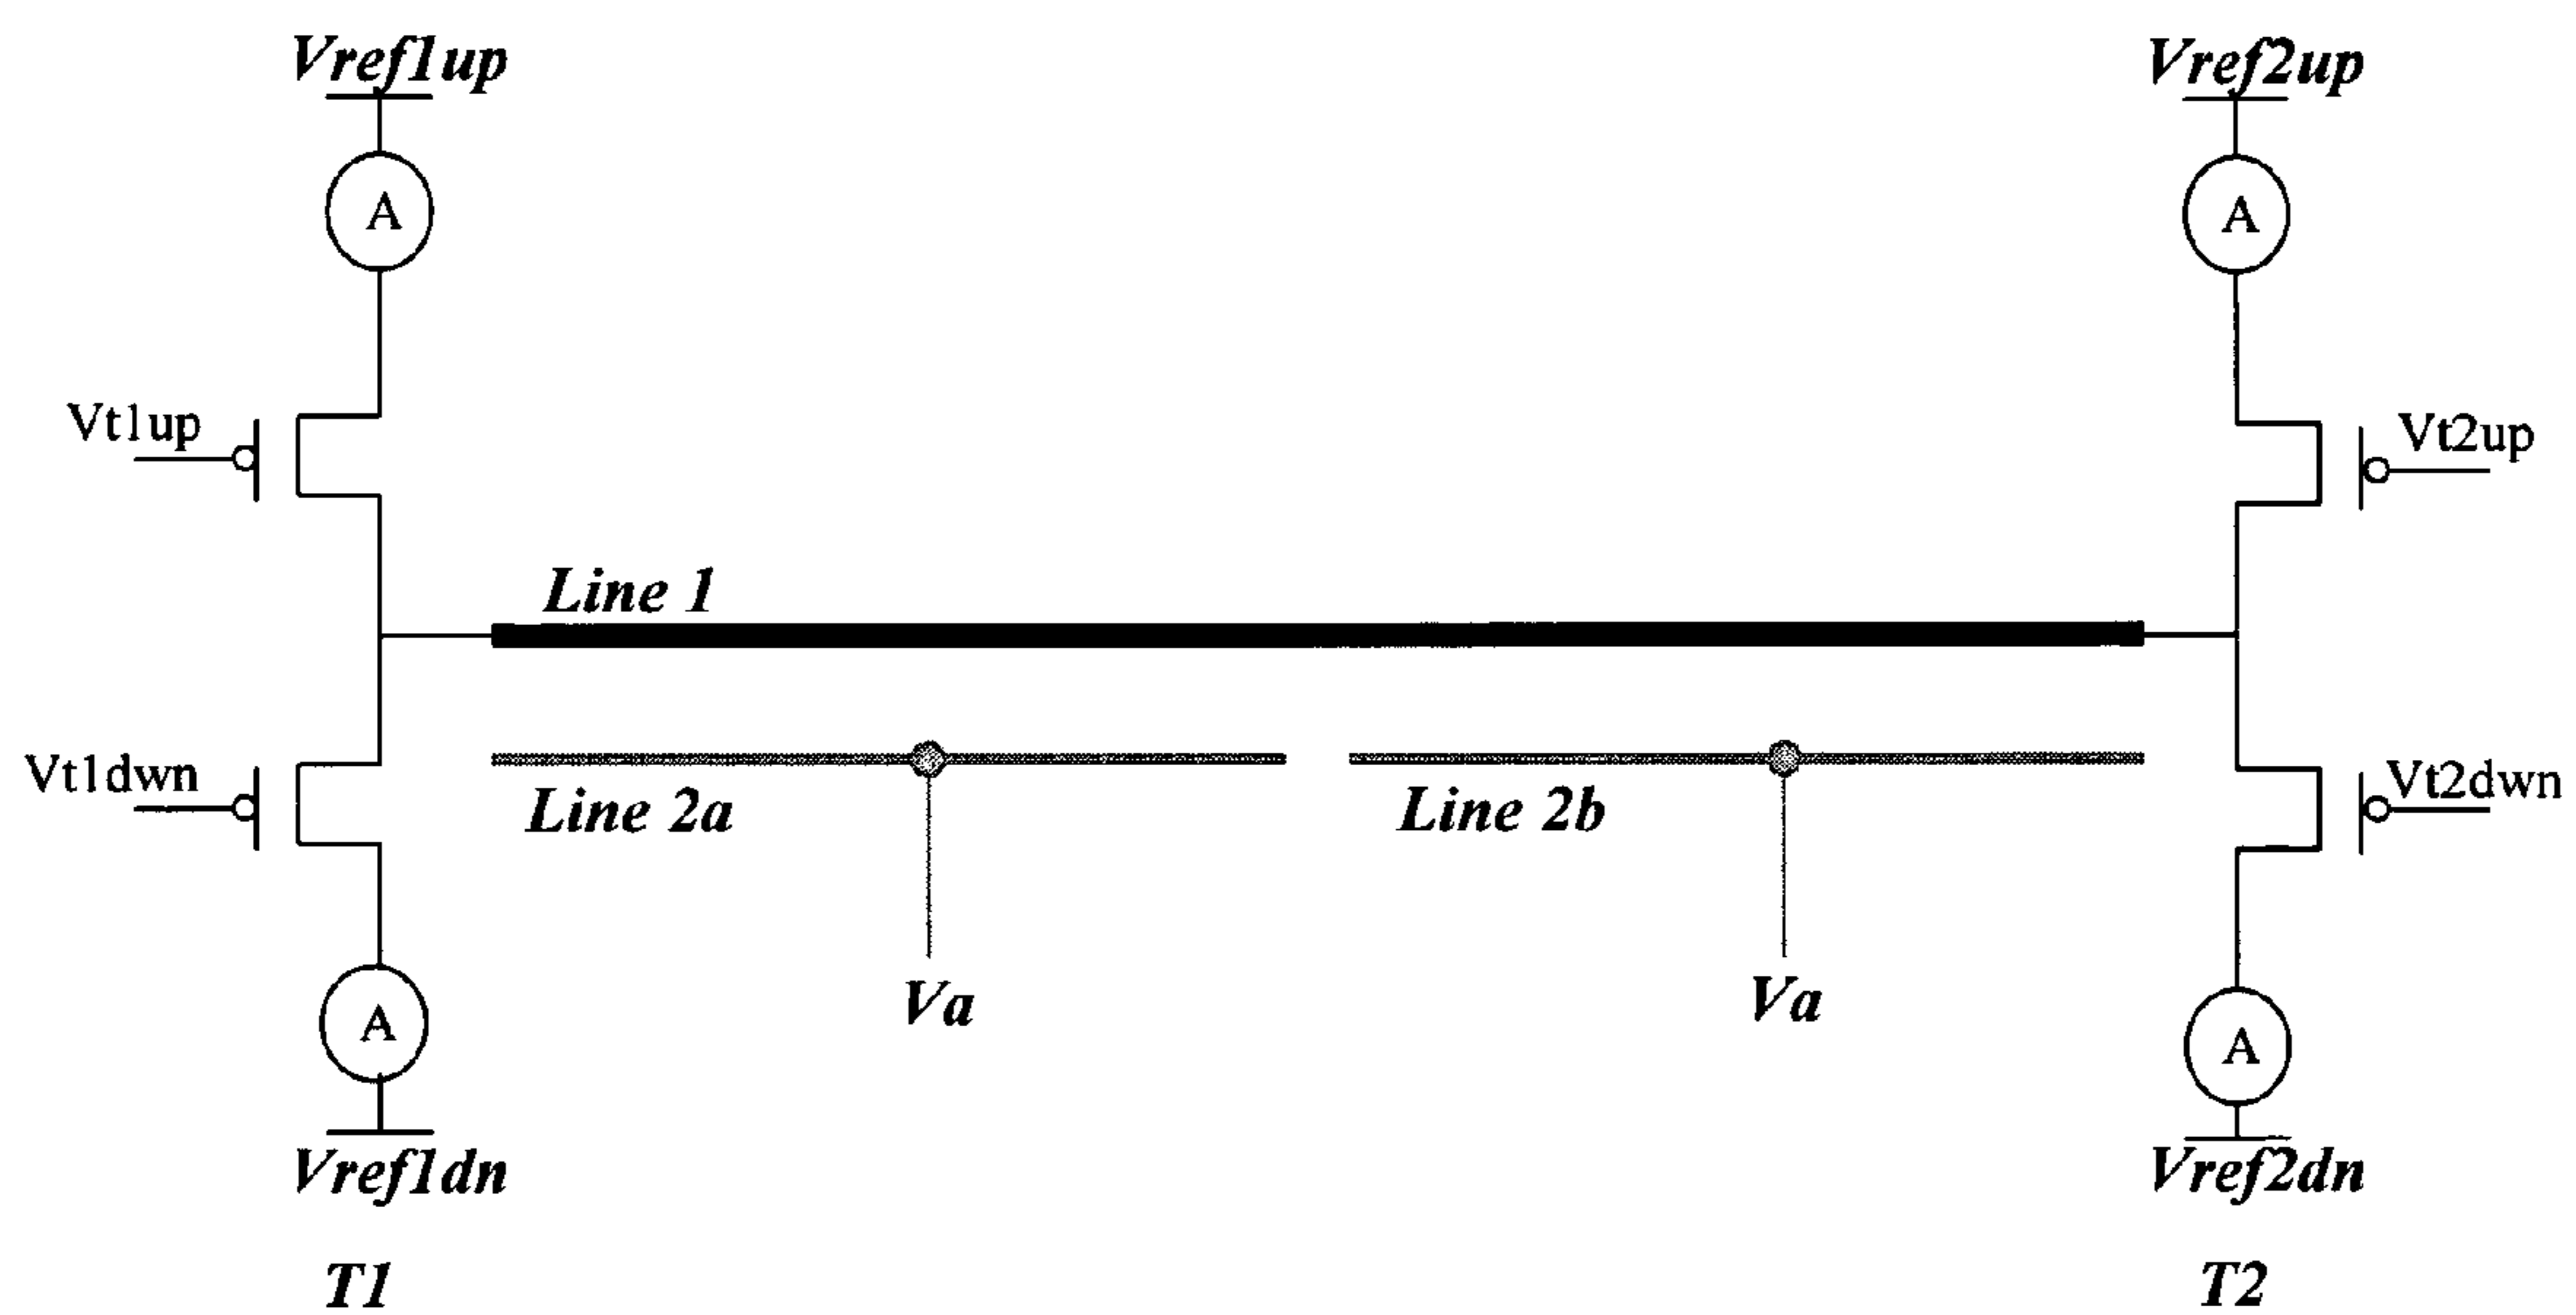 Vref1up
Vref2up
A
A
Vt1up
Vt2up
Line 1
Vt1dwn
Vt2dwn
Line 2a
Line 2b
Va
Va
A
A
Vref1dn
Vref2dn
T1
T2